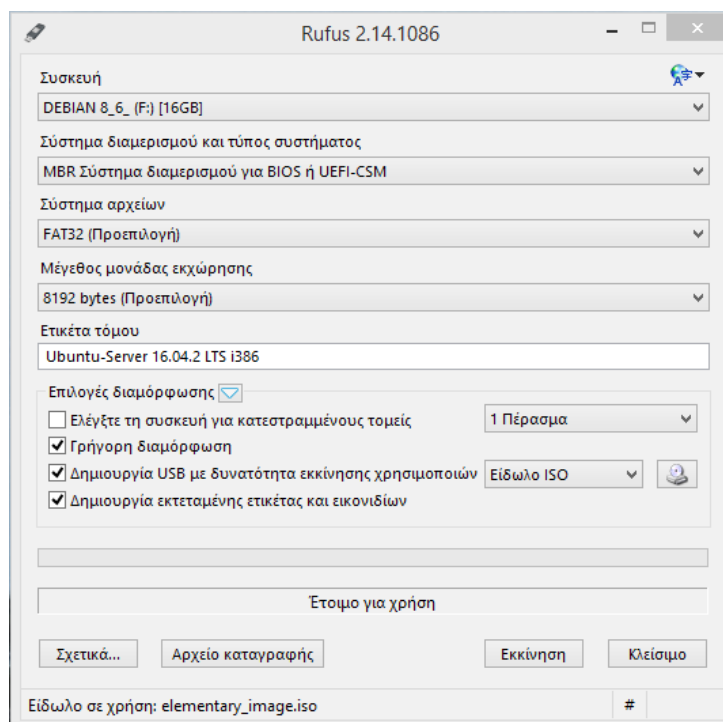 Rufus 2.14.1086
Συσκευή
DEBIAN 8_6_ (F:) [16GB]
Σύστημα διαμερισμού και τύπος συστήματος
MBR Σύστημα διαμερισμού για BIOS ή UEFI-CSM
Σύστημα αρχείων
FAT32 (Προεπιλογή)
Μέγεθος μονάδας εκχώρησης
8192 bytes (Προεπιλογή)
Ετικέτα τόμου
Ubuntu-Server 16.04.2 LTS i386
Επιλογές διαμόρφωσης
Ελέγξτε τη συσκευή για κατεστραμμένους τομείς 1 Πέρασμα
Γρήγορη διαμόρφωση
Δημιουργία USB με δυνατότητα εκκίνησης χρησιμοποιών Είδωλο ISO
Δημιουργία εκτεταμένης ετικέτας και εικονιδίων
Έτοιμο για χρήση
Σχετικά... Αρχείο καταγραφής Εκκίνηση Κλείσιμο
Είδωλο σε χρήση: elementary_image.iso #